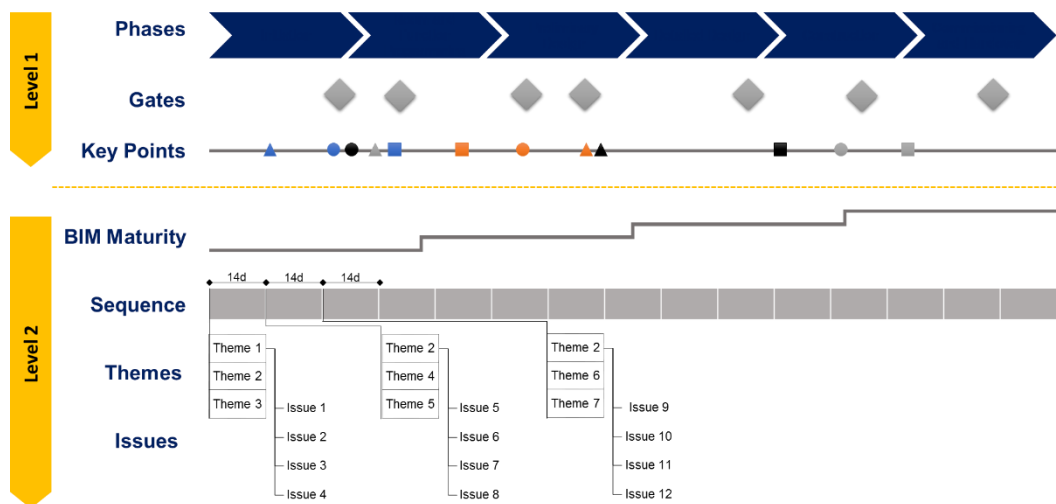 Level 1
Phases
Gates
Key Points
Level 2
BIM Maturity
14d 14d 14d
Sequence
Themes
Theme 1
Theme 2
Theme 3
Theme 2
Theme 4
Theme 5
Theme 2
Theme 6
Theme 7
Issues
Issue 1
Issue 2
Issue 3
Issue 4
Issue 5
Issue 6
Issue 7
Issue 8
Issue 9
Issue 10
Issue 11
Issue 12